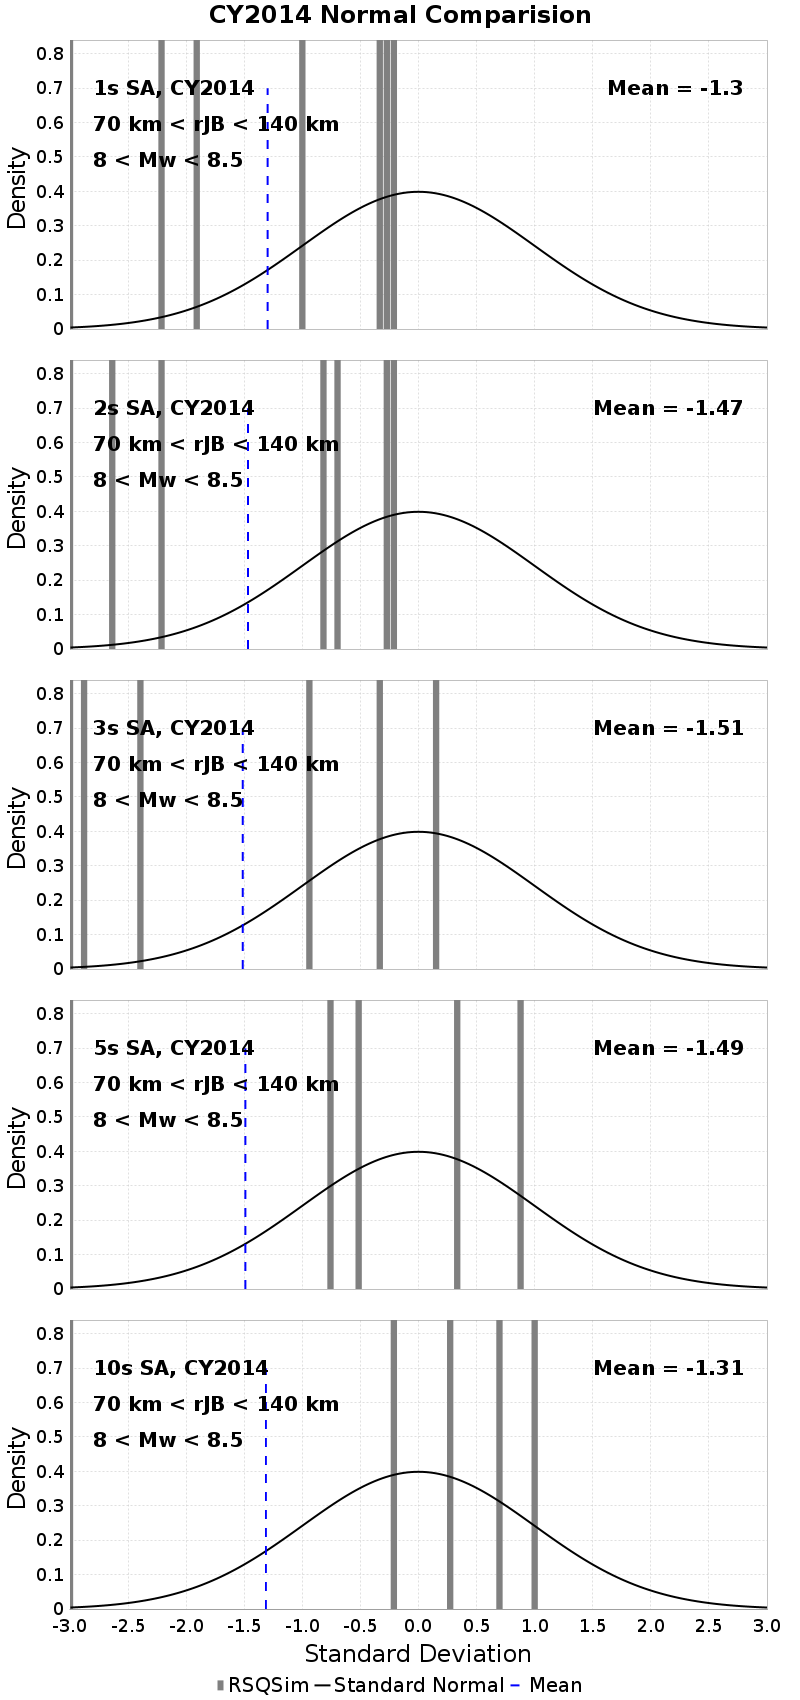 CY2014 Normal Comparision
0.8
0.7
0.6
0.5
0.4
0.3
0.2
0.1
0
Density
1s SA, CY2014
70 km < rJB < 140 km
8 < Mw < 8.5
Mean = -1.3
0.8
0.7
0.6
0.5
0.4
0.3
0.2
0.1
0
Density
2s SA, CY2014
70 km < rJB < 140 km
8 < Mw < 8.5
Mean = -1.47
0.8
0.7
0.6
0.5
0.4
0.3
0.2
0.1
0
Density
3s SA, CY2014
70 km < rJB < 140 km
8 < Mw < 8.5
Mean = -1.51
0.8
0.7
0.6
0.5
0.4
0.3
0.2
0.1
0
Density
5s SA, CY2014
70 km < rJB < 140 km
8 < Mw < 8.5
Mean = -1.49
0.8
0.7
0.6
0.5
0.4
0.3
0.2
0.1
0
Density
10s SA, CY2014
70 km < rJB < 140 km
8 < Mw < 8.5
Mean = -1.31
-3.0 -2.5 -2.0 -1.5 -1.0 -0.5 0.0 0.5 1.0 1.5 2.0 2.5 3.0
Standard Deviation
RSQSim Standard Normal Mean